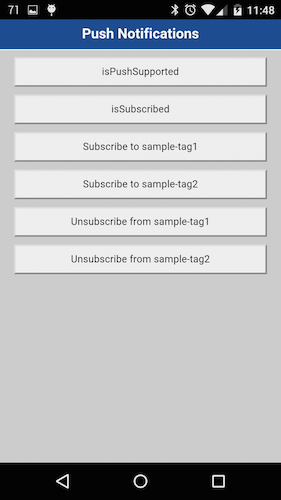 71 11:48
Push Notifications
isPushSupported
isSubscribed
Subscribe to sample-tag1
Subscribe to sample-tag2
Unsubscribe from sample-tag1
Unsubscribe from sample-tag2